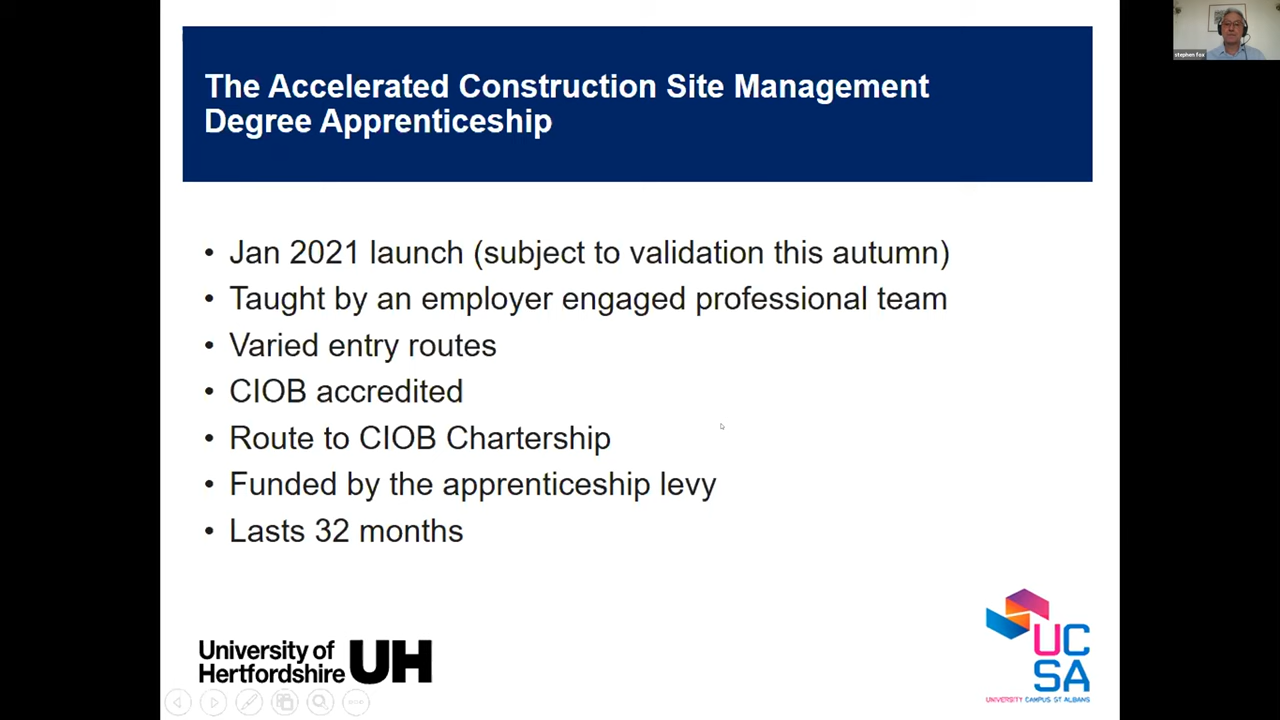 The Accelerated Construction Site Management
Degree Apprenticeship
• Jan 2021 launch (subject to validation this autumn)
• Taught by an employer engaged professional team
• Varied entry routes
• CIOB accredited
• Route to CIOB Chartership
• Funded by the apprenticeship levy
• Lasts 32 months
University of
Hertfordshire UH
UC
SA
UNIVERSITY CAMPUS ST ALBANS
stephen fox